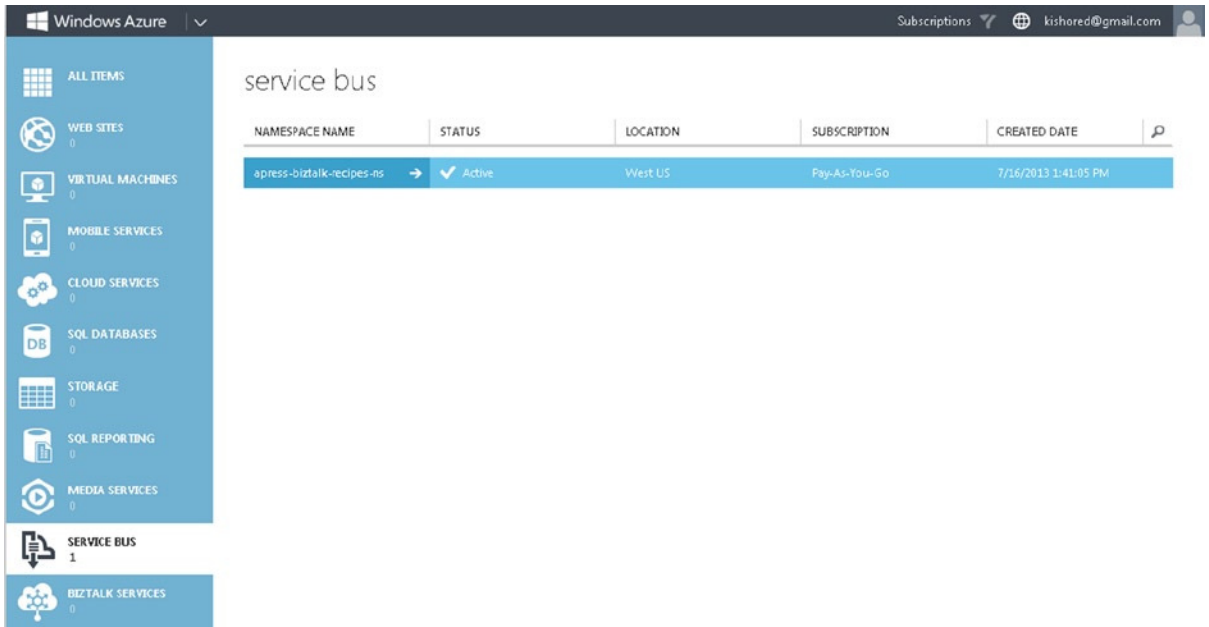 Windows Azure
Subscriptions kishored@gmail.com
ALL ITEMS
WEB SITES
0
VIRTUAL MACHINES
0
MOBILE SERVICES
0
CLOUD SERVICES
0
DB
SQL DATABASES
0
STORAGE
0
SQL REPORTING
0
MEDIA SERVICES
0
SERVICE BUS
1
BIZTALK SERVICES
0
service bus
NAMESPACE NAME STATUS LOCATION SUBSCRIPTION CREATED DATE
apress-biztalk-recipes-ns Active West US Pay-As-You-Go 7/16/2013 1:41:05 PM